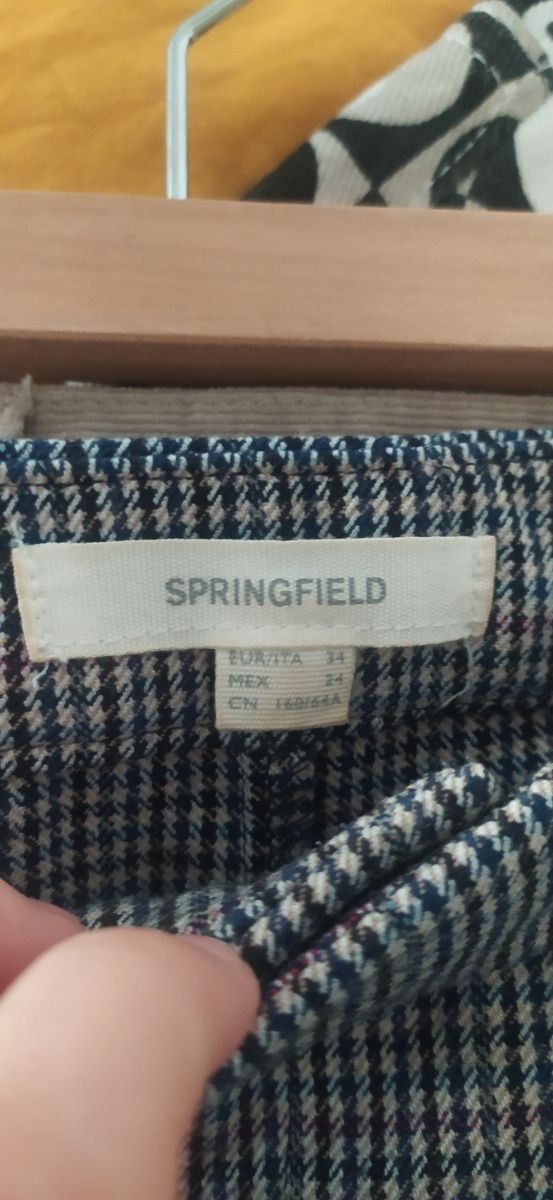 SPRINGFIELD
EUR/ITA 34
MEX 24
CN 160/64A